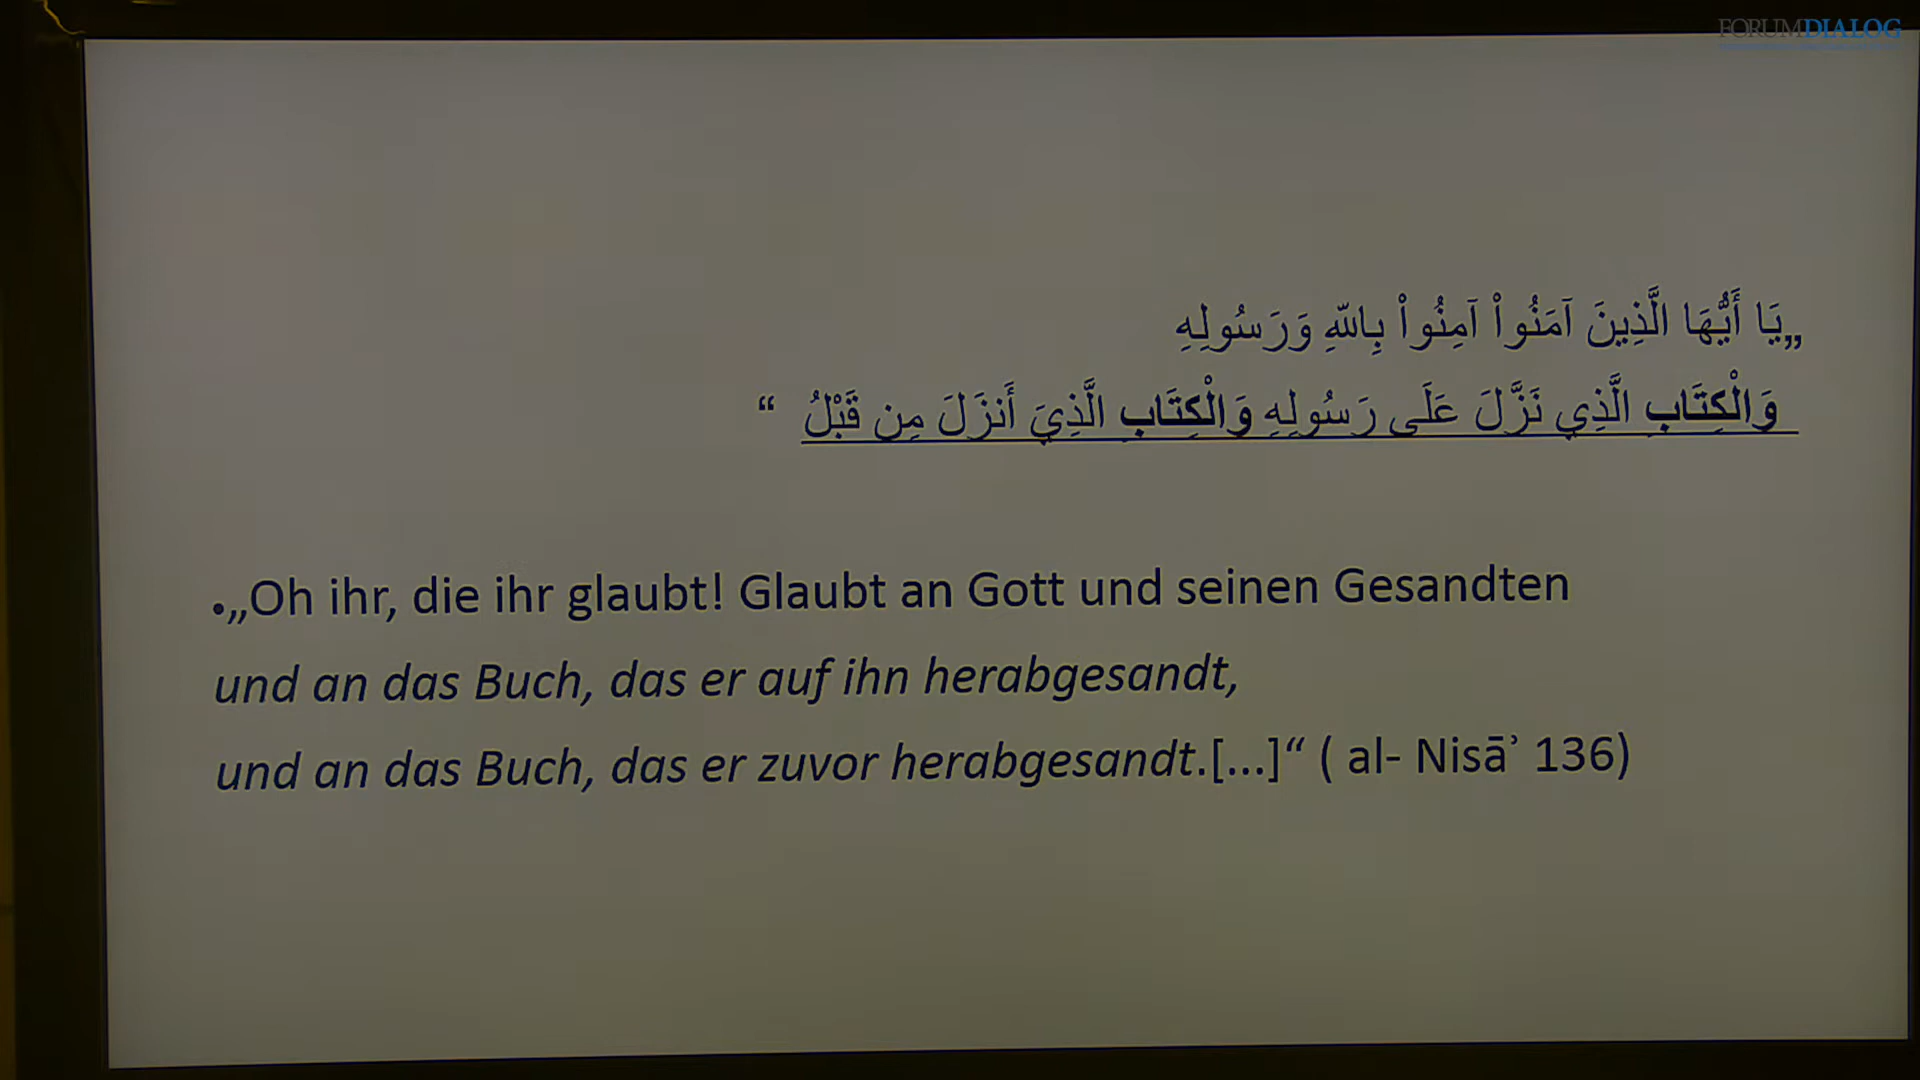 FORUMDIALOG
„يَا أَيُّهَا الَّذِينَ آمَنُواْ آمِنُواْ بِاللّهِ وَرَسُولِهِ
وَالْكِتَابِ الَّذِي نَزَّلَ عَلَى رَسُولِهِ وَالْكِتَابِ الَّذِيَ أَنزَلَ مِن قَبْلُ “
•„Oh ihr, die ihr glaubt! Glaubt an Gott und seinen Gesandten
und an das Buch, das er auf ihn herabgesandt,
und an das Buch, das er zuvor herabgesandt.[...]“ ( al- Nisāʾ 136)